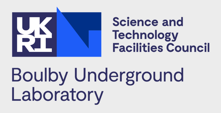 UK
RI
Science and
Technology
Facilities Council
Boulby Underground
Laboratory